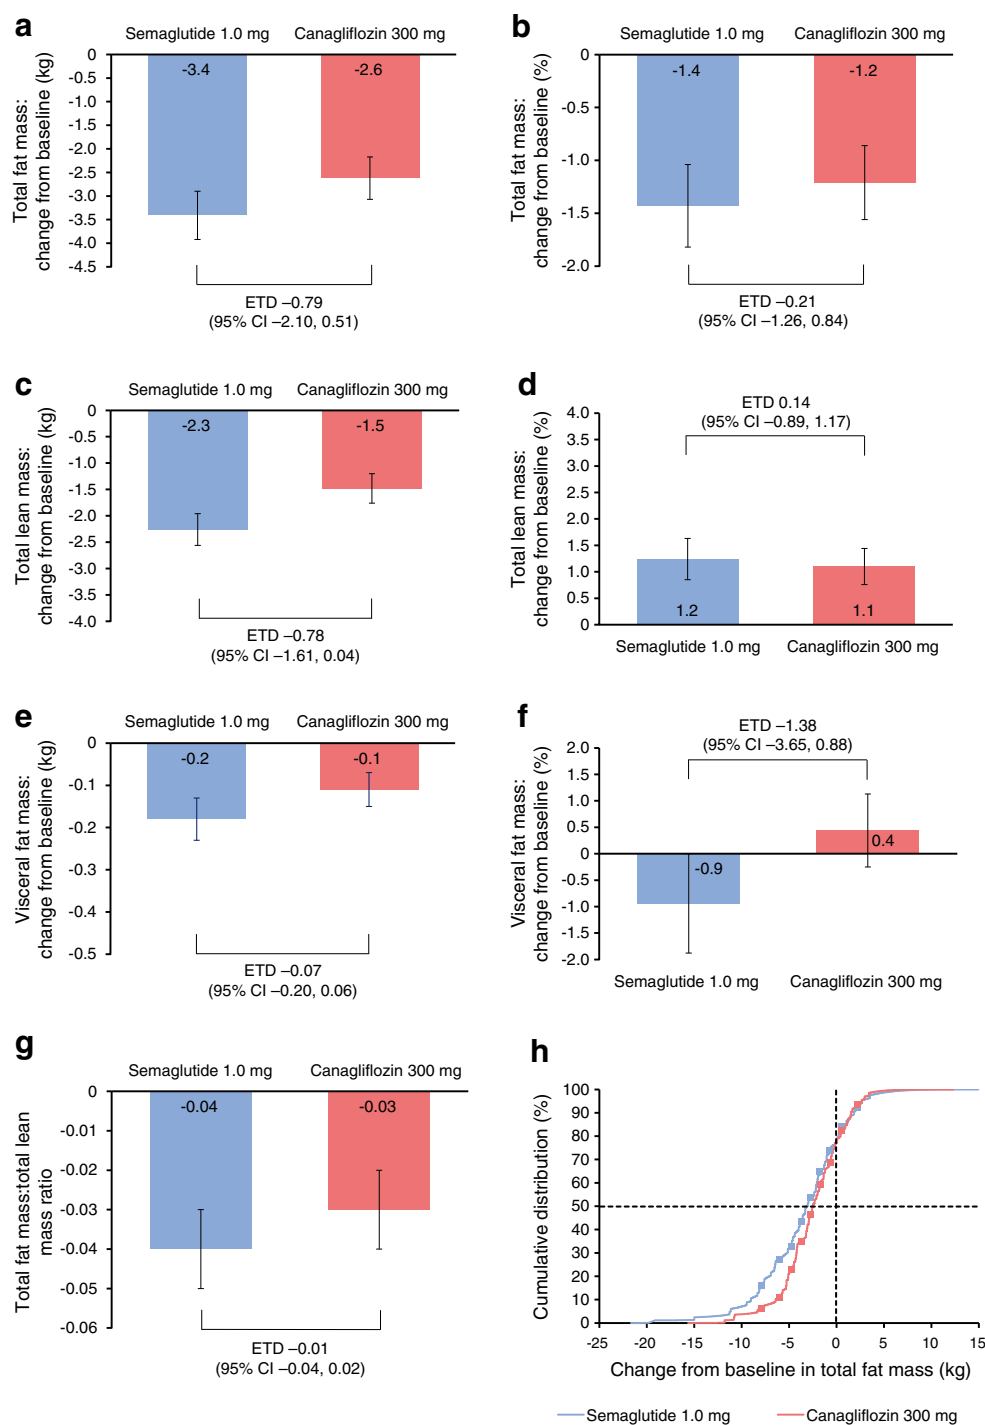 a
Semaglutide 1.0 mg
Canagliflozin 300 mg
Total fat mass:
change from baseline (kg)
0
-0.5
-1.0
-1.5
-2.0
-2.5
-3.0
-3.5
-4.0
-4.5
-3.4
-2.6
ETD –0.79
(95% CI –2.10, 0.51)
b
Semaglutide 1.0 mg
Canagliflozin 300 mg
Total fat mass:
change from baseline (%)
0
-0.5
-1.0
-1.5
-2.0
-1.4
-1.2
ETD –0.21
(95% CI –1.26, 0.84)
c
Semaglutide 1.0 mg
Canagliflozin 300 mg
Total lean mass:
change from baseline (kg)
0
-0.5
-1.0
-1.5
-2.0
-2.5
-3.0
-3.5
-4.0
-2.3
-1.5
ETD –0.78
(95% CI –1.61, 0.04)
d
ETD 0.14
(95% CI –0.89, 1.17)
Total lean mass:
change from baseline (%)
4.0
3.5
3.0
2.5
2.0
1.5
1.0
0.5
0
1.2
1.1
Semaglutide 1.0 mg
Canagliflozin 300 mg
e
Semaglutide 1.0 mg
Canagliflozin 300 mg
Visceral fat mass:
change from baseline (kg)
0
-0.1
-0.2
-0.3
-0.4
-0.5
-0.2
-0.1
ETD –0.07
(95% CI –0.20, 0.06)
f
ETD –1.38
(95% CI –3.65, 0.88)
Visceral fat mass:
change from baseline (%)
2.0
1.5
1.0
0.5
0
-0.5
-1.0
-1.5
-2.0
-0.9
0.4
Semaglutide 1.0 mg
Canagliflozin 300 mg
g
Semaglutide 1.0 mg
Canagliflozin 300 mg
Total fat mass:total lean
mass ratio
0
-0.01
-0.02
-0.03
-0.04
-0.05
-0.06
-0.04
-0.03
ETD –0.01
(95% CI –0.04, 0.02)
h
Cumulative distribution (%)
100
90
80
70
60
50
40
30
20
10
0
-25
-20
-15
-10
-5
0
5
10
15
Change from baseline in total fat mass (kg)
Semaglutide 1.0 mg
Canagliflozin 300 mg